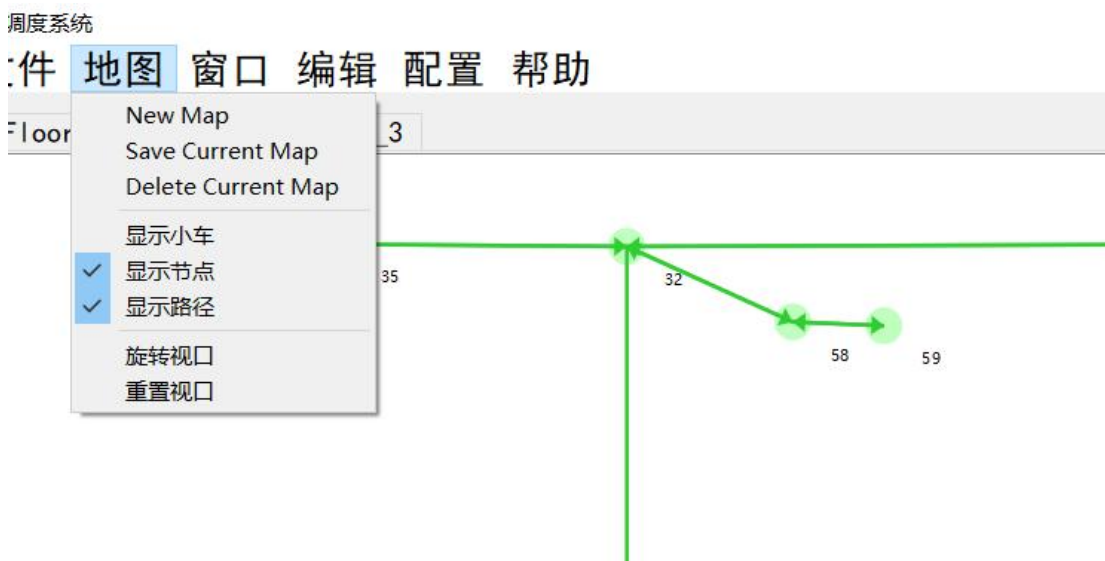 调度系统
文件 地图 窗口 编辑 配置 帮助
Floor _3
New Map
Save Current Map
Delete Current Map
显示小车
显示节点
显示路径
旋转视口
重置视口
35
32
58
59